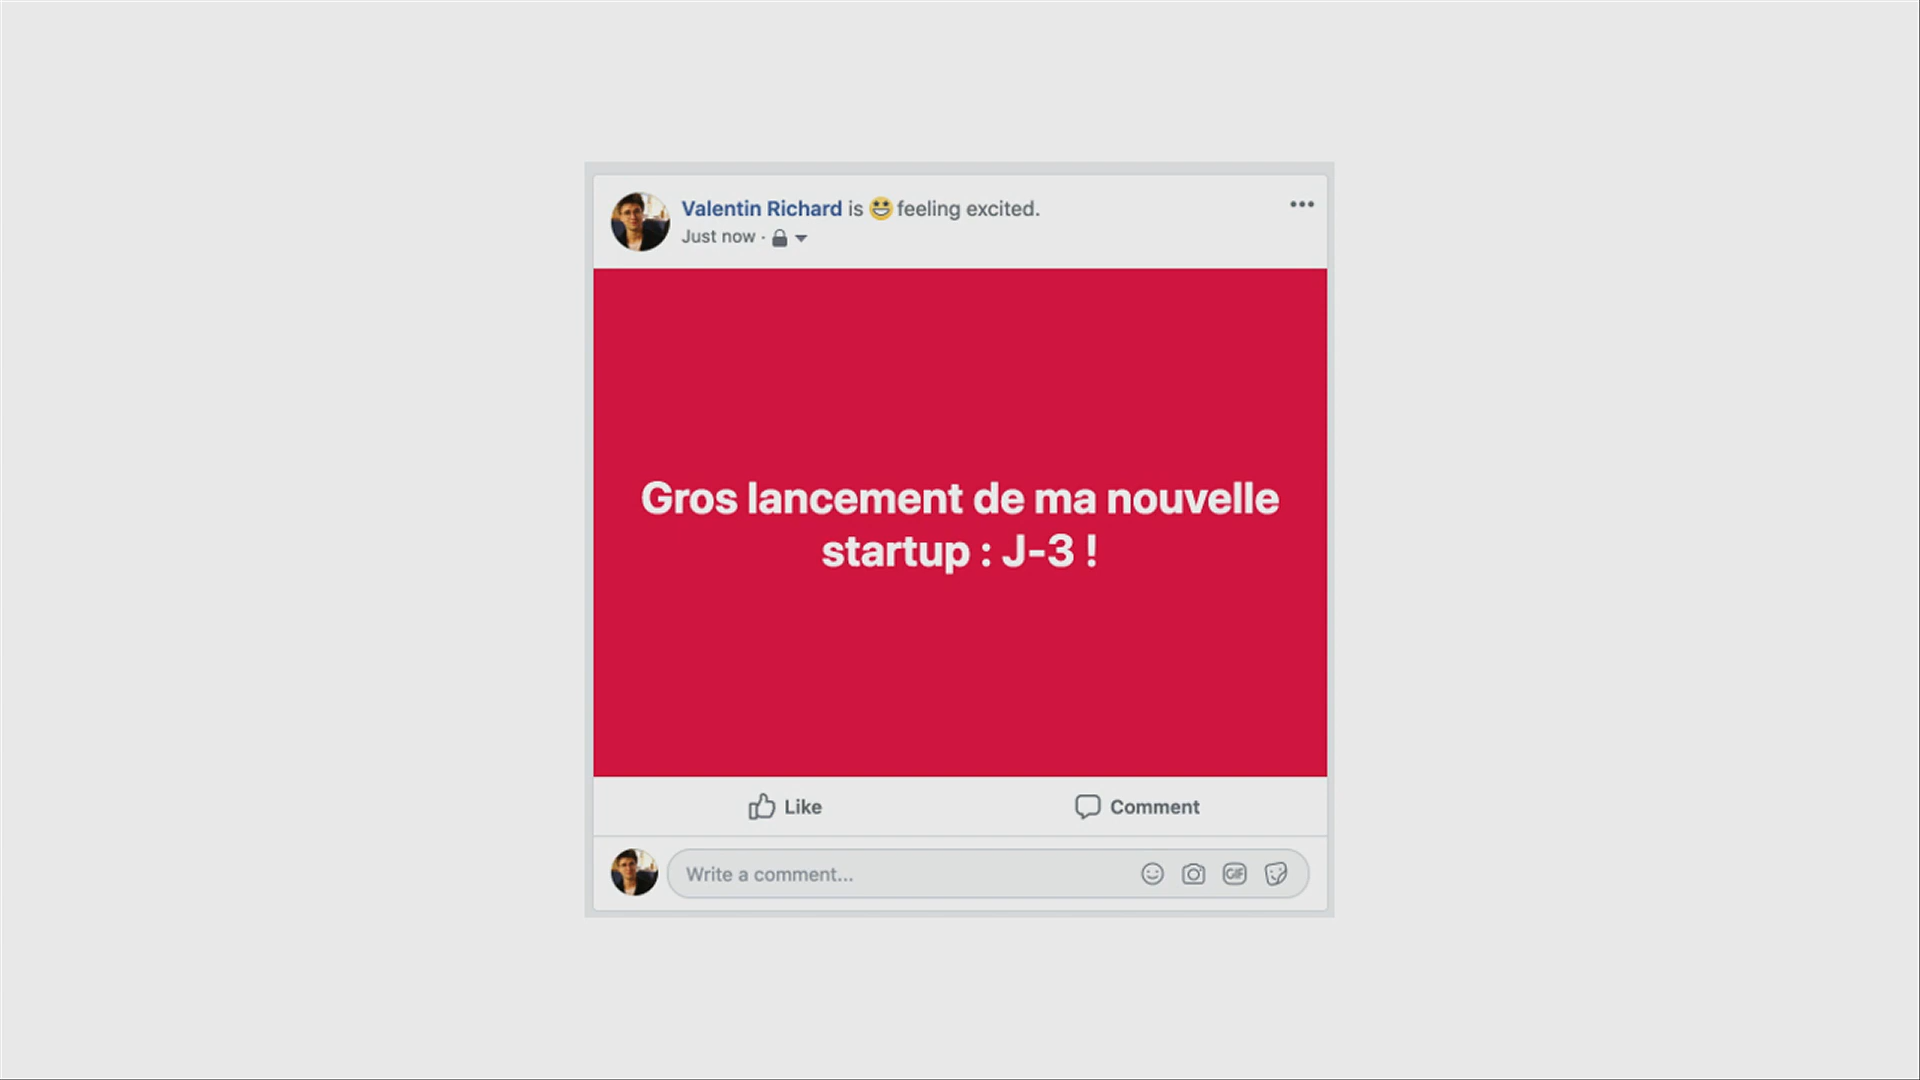 Valentin Richard is 😃 feeling excited.
Just now ·
Gros lancement de ma nouvelle
startup : J-3 !
Like
Comment
Write a comment...
GIF